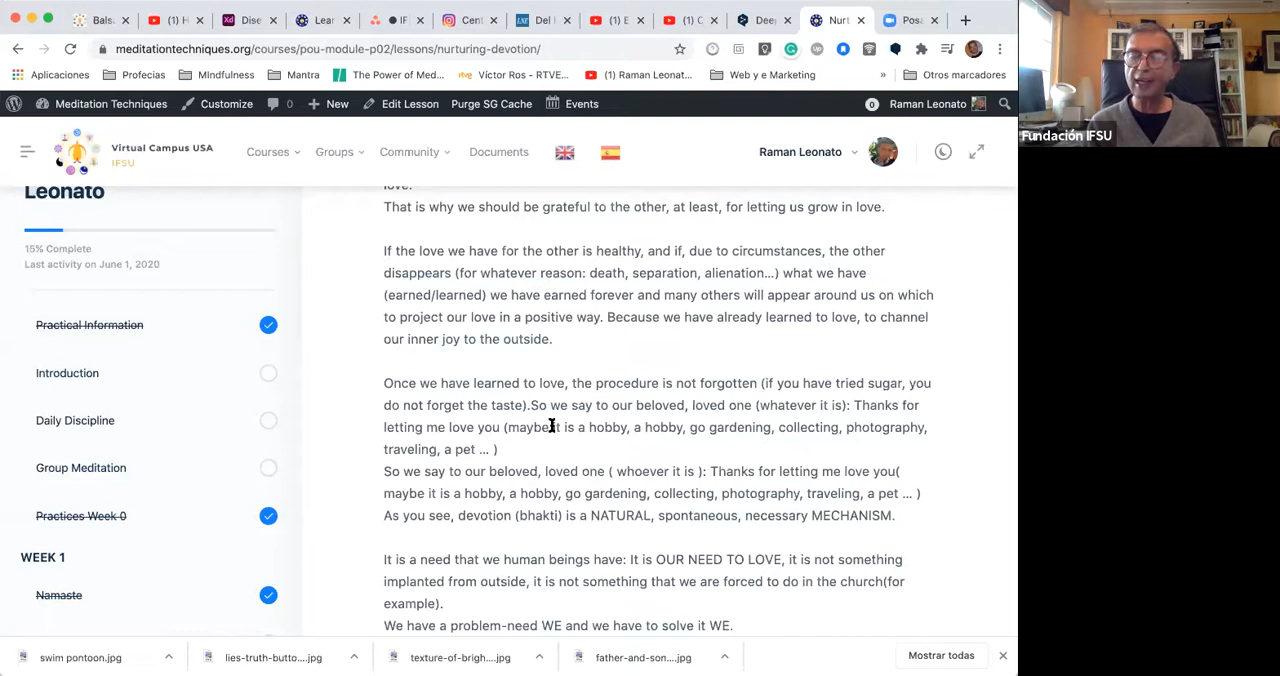 Balsa
(1) H
Dise
Lear
IF
Cent
Del
(1) E
(1) C
Dee
Nurt
Posa
meditationtechniques.org/courses/pou-module-p02/lessons/nurturing-devotion/
Aplicaciones
Profecias
Mindfulness
Mantra
The Power of Med...
Víctor Ros - RTVE...
(1) Raman Leonat...
Web y e Marketing
»
Otros marcadores
Meditation Techniques
Customize
0
New
Edit Lesson
Purge SG Cache
Events
0
Raman Leonato
Virtual Campus USA
IFSU
Courses
Groups
Community
Documents
Raman Leonato
Fundación IFSU
Leonato
15% Complete
Last activity on June 1, 2020
Practical Information
Introduction
Daily Discipline
Group Meditation
Practices Week 0
WEEK 1
Namaste
love.
That is why we should be grateful to the other, at least, for letting us grow in love.
If the love we have for the other is healthy, and if, due to circumstances, the other
disappears (for whatever reason: death, separation, alienation...) what we have
(earned/learned) we have earned forever and many others will appear around us on which
to project our love in a positive way. Because we have already learned to love, to channel
our inner joy to the outside.
Once we have learned to love, the procedure is not forgotten (if you have tried sugar, you
do not forget the taste).So we say to our beloved, loved one (whatever it is): Thanks for
letting me love you (maybe it is a hobby, a hobby, go gardening, collecting, photography,
traveling, a pet ... )
So we say to our beloved, loved one ( whoever it is ): Thanks for letting me love you(
maybe it is a hobby, a hobby, go gardening, collecting, photography, traveling, a pet ... )
As you see, devotion (bhakti) is a NATURAL, spontaneous, necessary MECHANISM.
It is a need that we human beings have: It is OUR NEED TO LOVE, it is not something
implanted from outside, it is not something that we are forced to do in the church(for
example).
We have a problem-need WE and we have to solve it WE.
swim pontoon.jpg
lies-truth-butto....jpg
texture-of-brigh....jpg
father-and-son....jpg
Mostrar todas